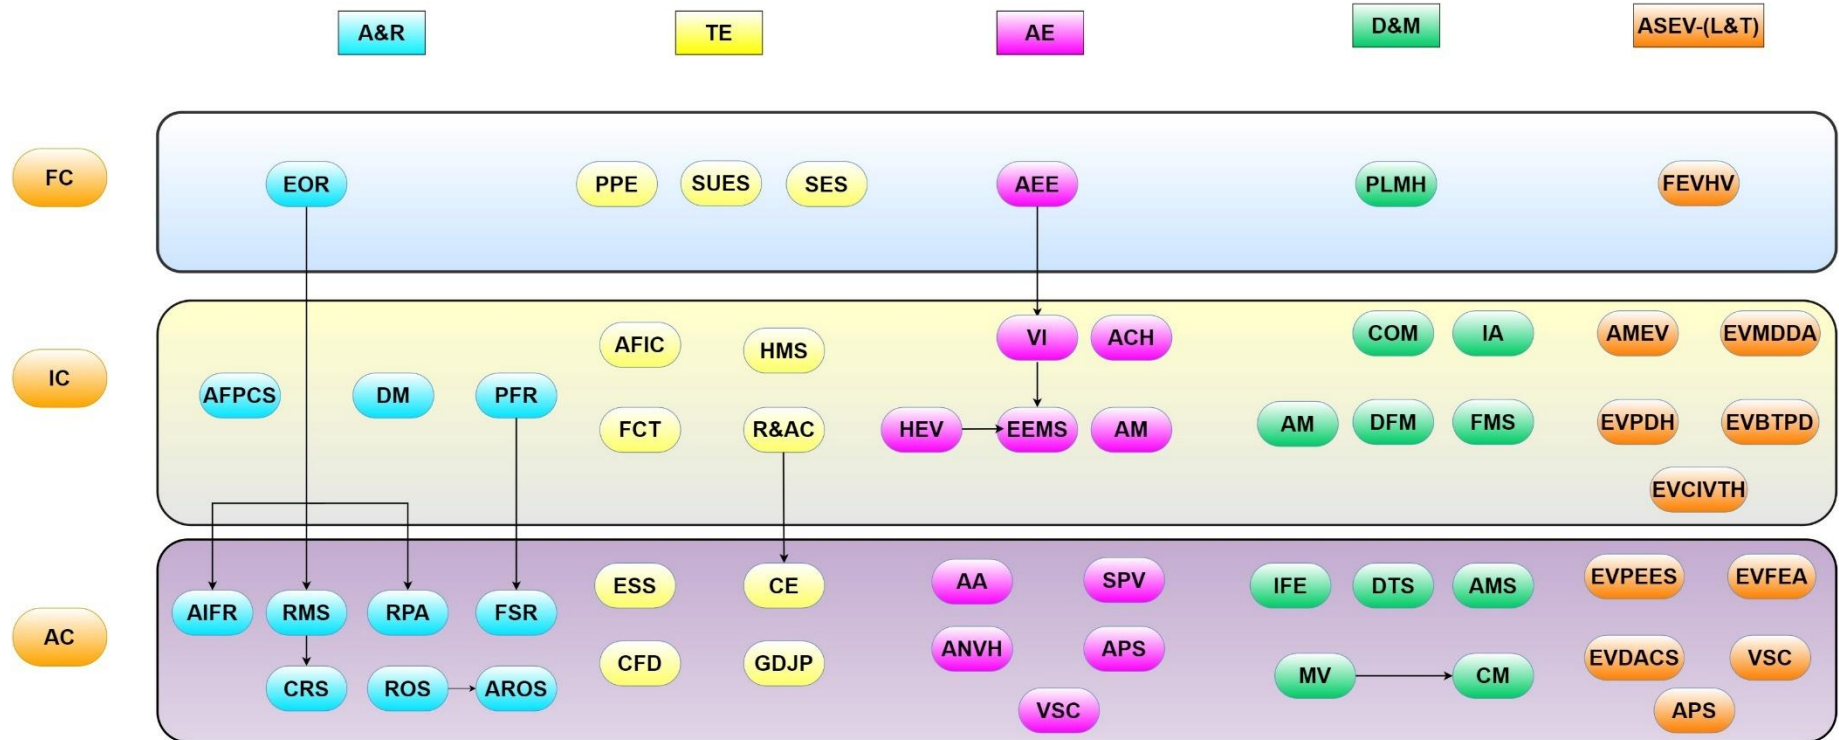 A&R
TE
AE
D&M
ASEV-(L&T)
FC
EOR
PPE
SUES
SES
AEE
PLMH
FEVHV
IC
AFPCS
DM
PFR
AFIC
HMS
FCT
R&AC
VI
ACH
HEV
EEMS
AM
COM
IA
AM
DFM
FMS
AMEV
EVMDDA
EVPDH
EVBTPD
EVCIVTH
AC
AIFR
RMS
RPA
FSR
CRS
ROS
AROS
ESS
CE
CFD
GDJP
AA
SPV
ANVH
APS
VSC
IFE
DTS
AMS
MV
CM
EVPEES
EVFEA
EVDACS
VSC
APS